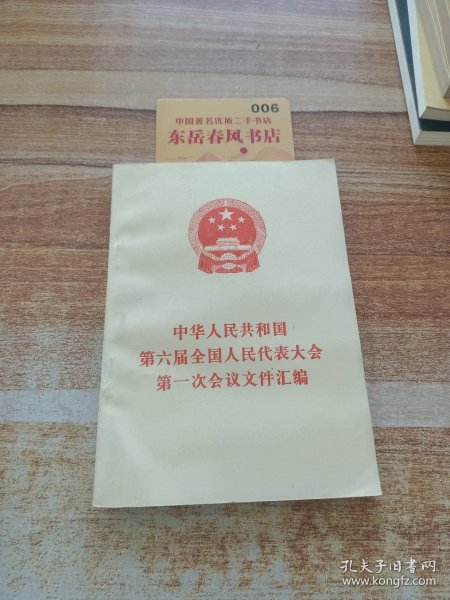 006
中国著名优质二手书店
东岳春风书店
中华人民共和国
第六届全国人民代表大会
第一次会议文件汇编
孔夫子旧书网
www.kongfz.com